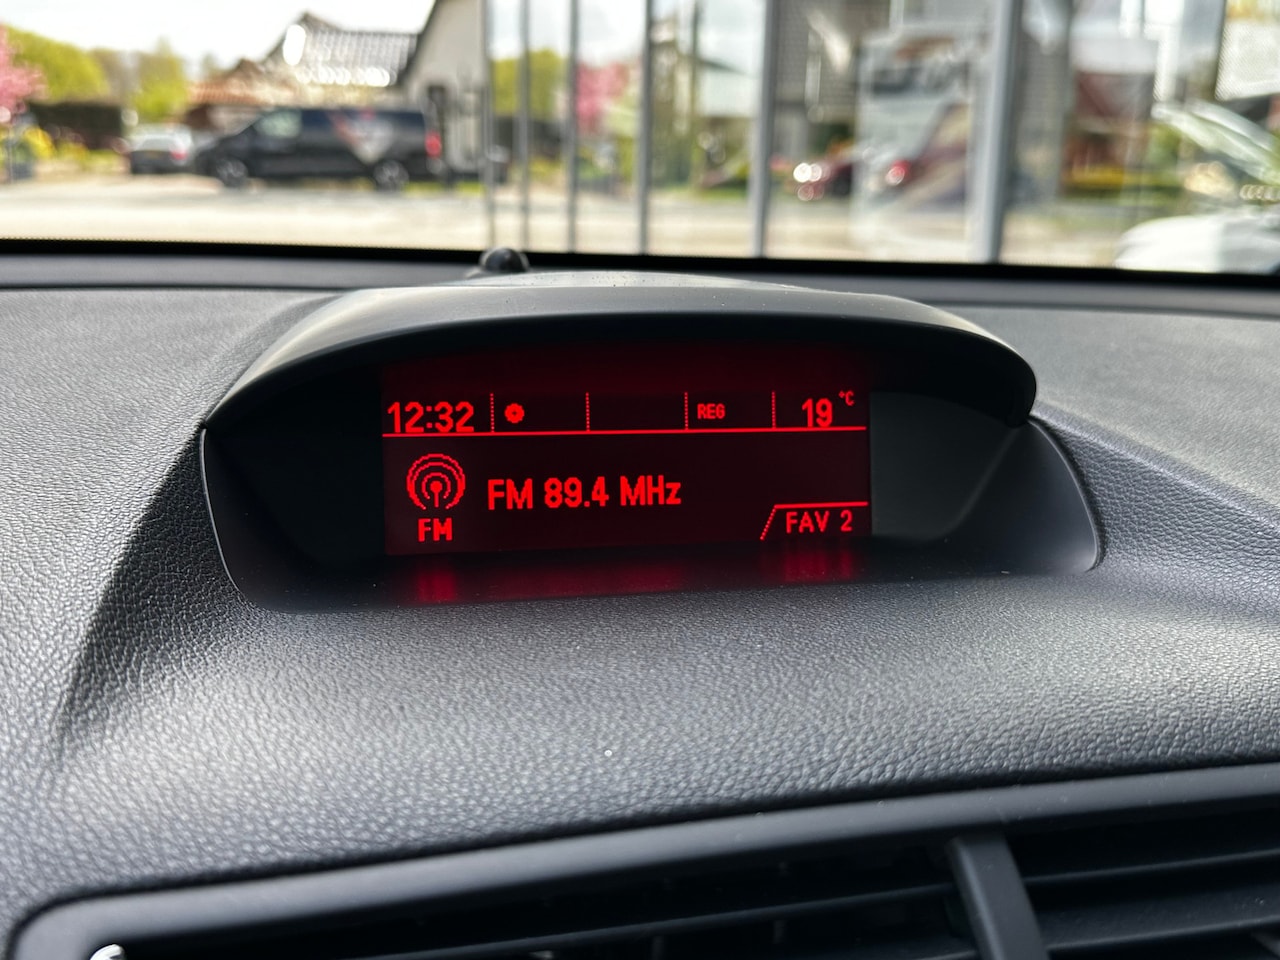 12:32 REG 19 °C
FM 89.4 MHz
FM
FAV 2